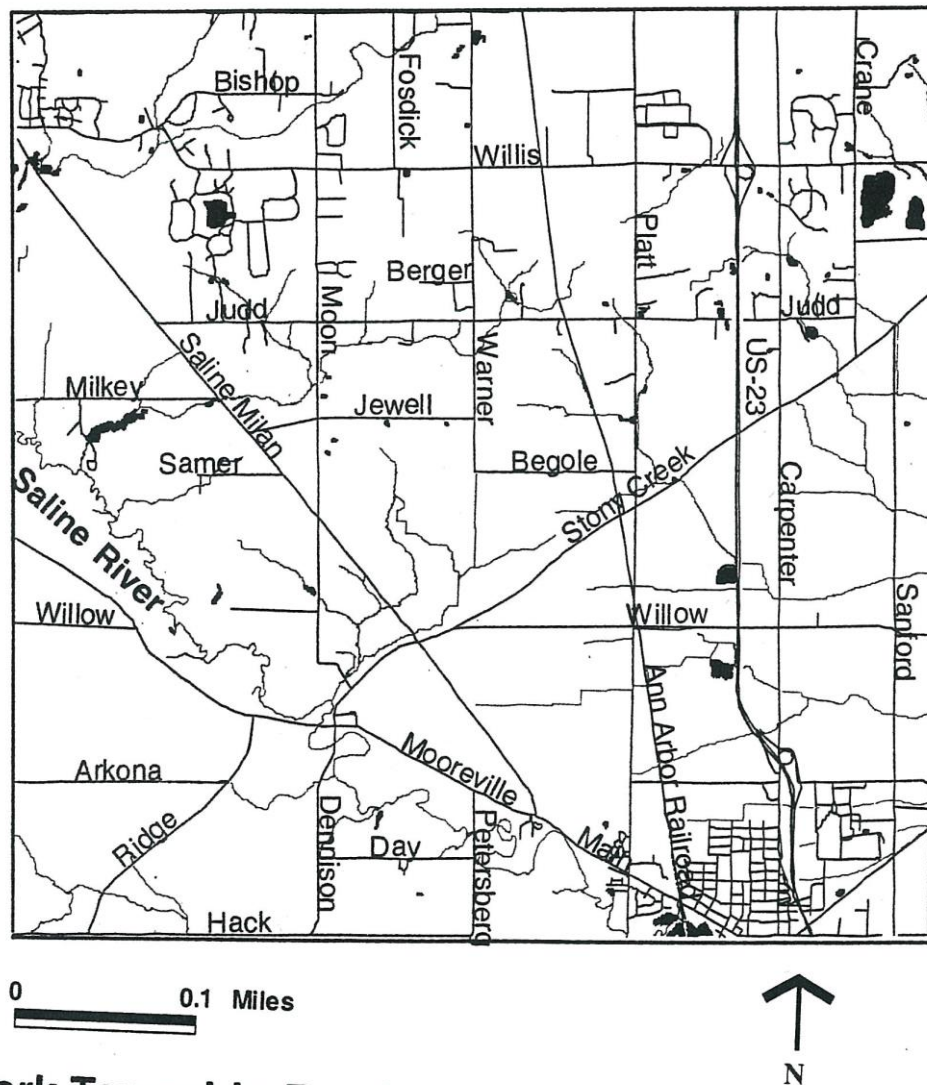 Bishop
Fosdick
Crane
Willis
Platt
Berger
Judd
Moon
Judd
Saline-Milan
Warner
US-23
Milkey
Jewell
Samer
Begole
Stony Creek
Carpenter
Saline River
Willow
Willow
Sanford
Ann Arbor Railroad
Mooreville
Arkona
Ridge
Dennison
Day
Petersberg
Main
Hack
0 0.1 Miles
N